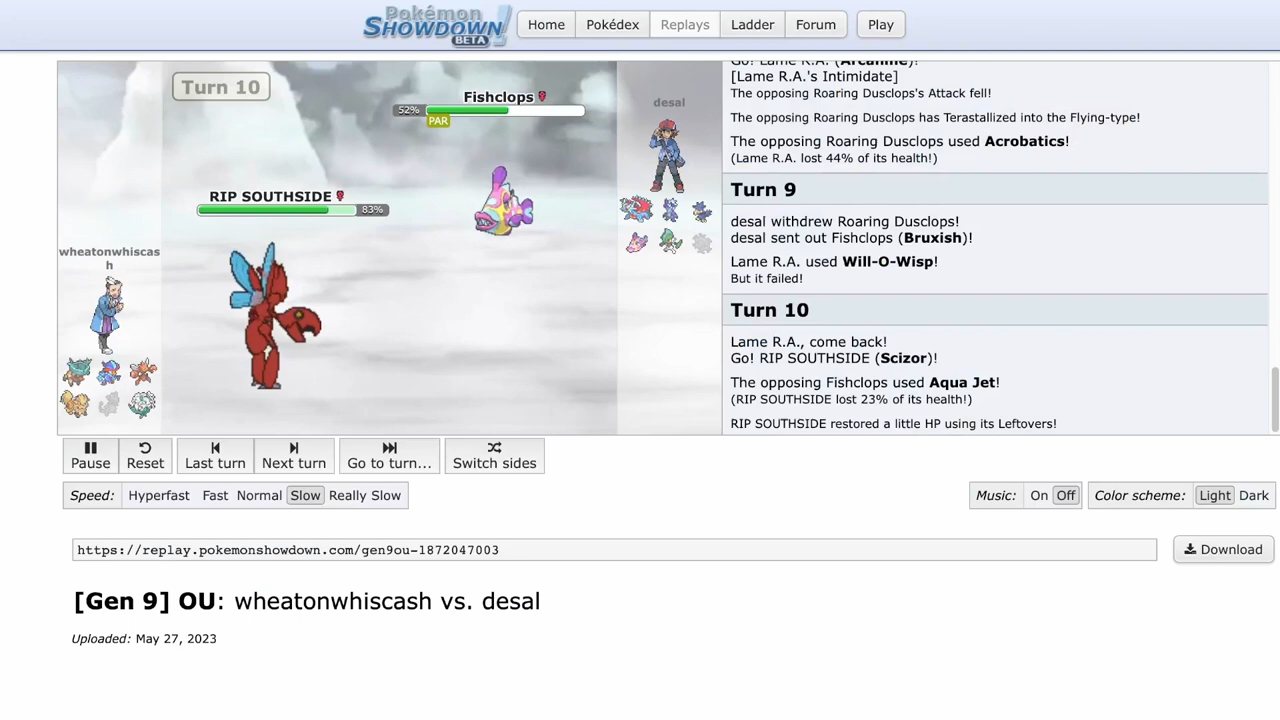 Pokémon
SHOWDOWN!
BETA
Home
Pokédex
Replays
Ladder
Forum
Play
Turn 10
Fishclops
52%
PAR
RIP SOUTHSIDE
83%
wheatonwhiscas
h
desal
Go! Lame R.A. (Arcanine)!
[Lame R.A.'s Intimidate]
The opposing Roaring Dusclops's Attack fell!
The opposing Roaring Dusclops has Terastallized into the Flying-type!
The opposing Roaring Dusclops used Acrobatics!
(Lame R.A. lost 44% of its health!)
Turn 9
desal withdrew Roaring Dusclops!
desal sent out Fishclops (Bruxish)!
Lame R.A. used Will-O-Wisp!
But it failed!
Turn 10
Lame R.A., come back!
Go! RIP SOUTHSIDE (Scizor)!
The opposing Fishclops used Aqua Jet!
(RIP SOUTHSIDE lost 23% of its health!)
RIP SOUTHSIDE restored a little HP using its Leftovers!
Pause
Reset
Last turn
Next turn
Go to turn...
Switch sides
Speed: Hyperfast Fast Normal Slow Really Slow
Music: On Off
Color scheme: Light Dark
https://replay.pokemonshowdown.com/gen9ou-1872047003
Download
[Gen 9] OU: wheatonwhiscash vs. desal
Uploaded: May 27, 2023